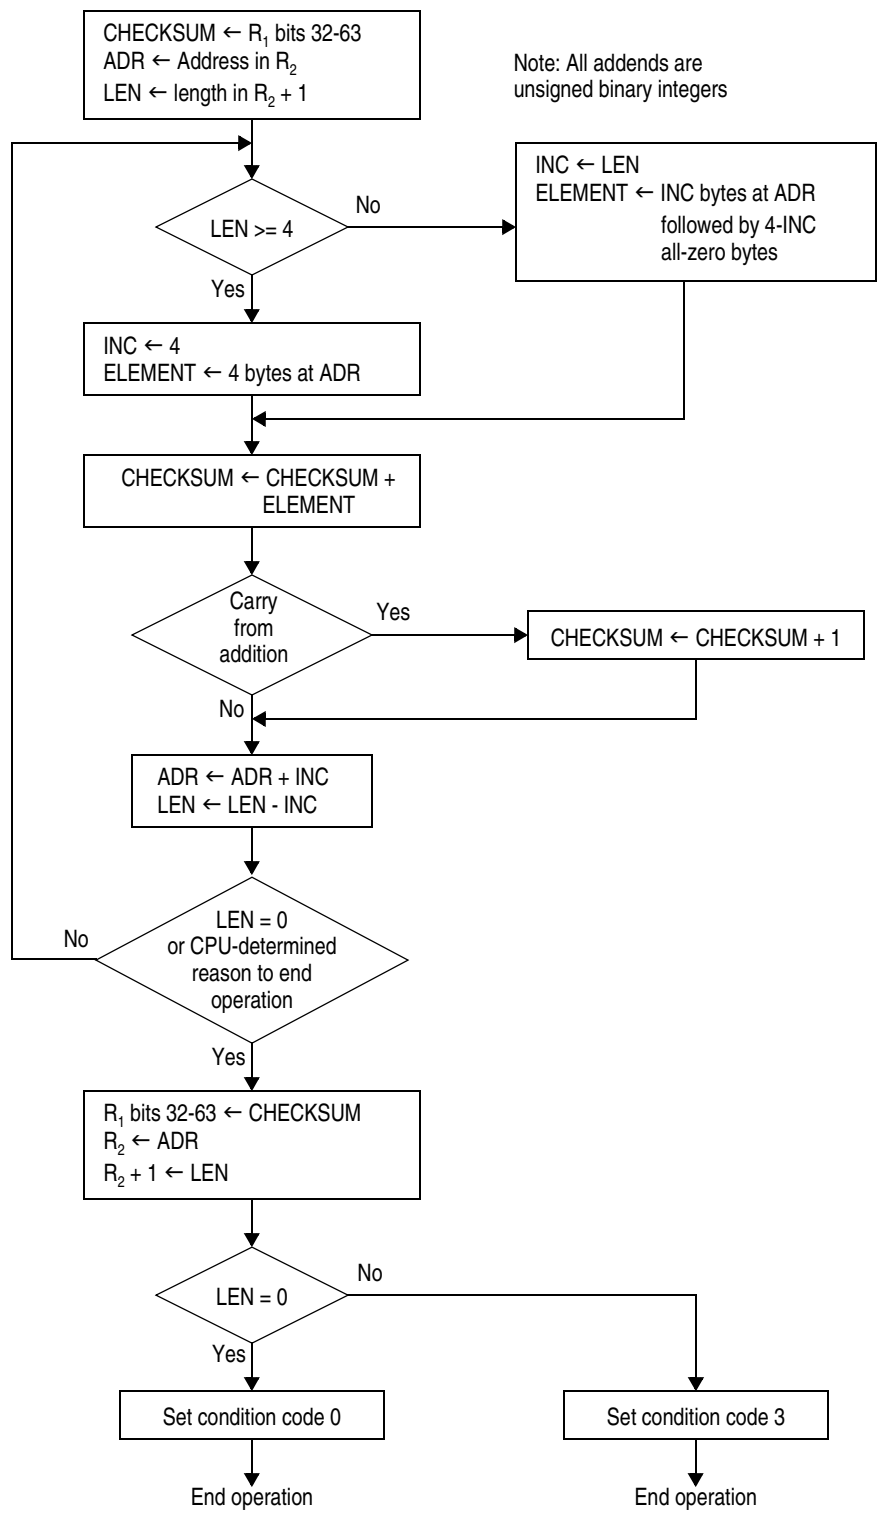 CHECKSUM ← R₁ bits 32-63
ADR ← Address in R₂
LEN ← length in R₂ + 1
Note: All addends are
unsigned binary integers
LEN >= 4
No
INC ← LEN
ELEMENT ← INC bytes at ADR
followed by 4-INC
all-zero bytes
Yes
INC ← 4
ELEMENT ← 4 bytes at ADR
CHECKSUM ← CHECKSUM +
ELEMENT
Carry
from
addition
Yes
CHECKSUM ← CHECKSUM + 1
No
ADR ← ADR + INC
LEN ← LEN - INC
LEN = 0
or CPU-determined
reason to end
operation
No
Yes
R₁ bits 32-63 ← CHECKSUM
R₂ ← ADR
R₂ + 1 ← LEN
LEN = 0
No
Yes
Set condition code 0
Set condition code 3
End operation
End operation